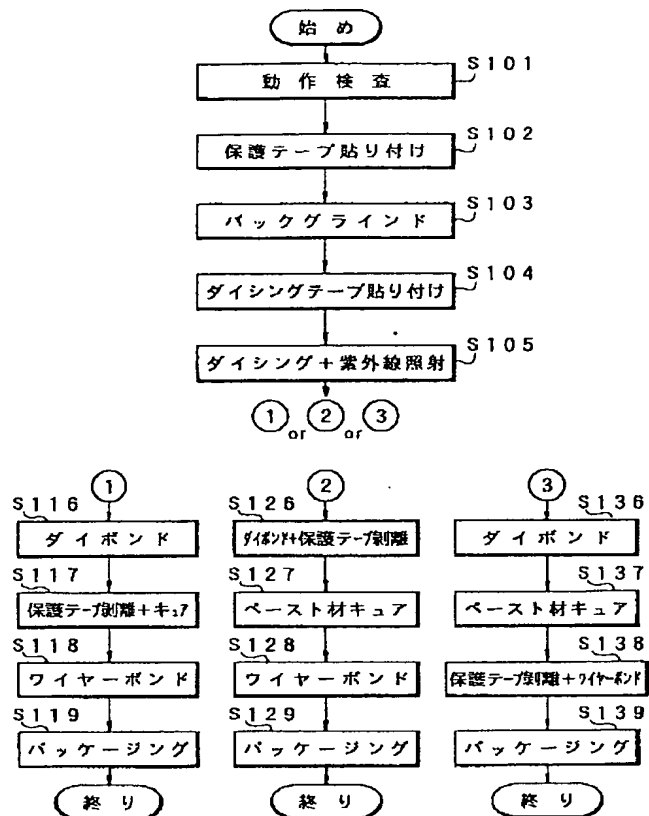 始め
S101
動作検査
S102
保護テープ貼り付け
S103
バックグラインド
S104
ダイシングテープ貼り付け
S105
ダイシング+紫外線照射
① or ② or ③
①
S116
ダイボンド
S117
保護テープ剥離+キュア
S118
ワイヤーボンド
S119
パッケージング
終り
②
S126
ダイボンド+保護テープ剥離
S127
ペースト材キュア
S128
ワイヤーボンド
S129
パッケージング
終り
③
S136
ダイボンド
S137
ペースト材キュア
S138
保護テープ剥離+ワイヤーボンド
S139
パッケージング
終り